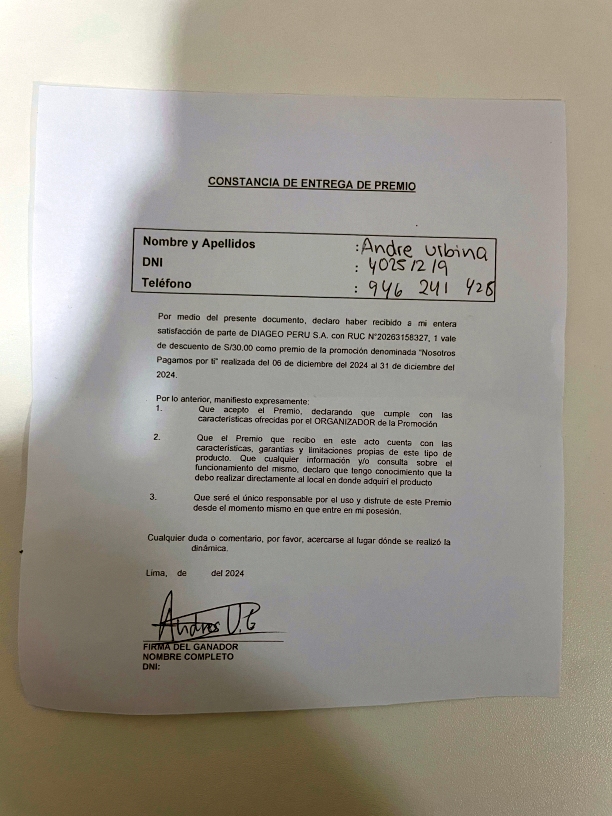 CONSTANCIA DE ENTREGA DE PREMIO
Nombre y Apellidos : Andre Urbina
DNI : 40251219
Teléfono : 946 241 428
Por medio del presente documento, declaro haber recibido a mi entera
satisfacción de parte de DIAGEO PERU S.A. con RUC N°20263158327, 1 vale
de descuento de S/30.00 como premio de la promoción denominada "Nosotros
Pagamos por ti" realizada del 06 de diciembre del 2024 al 31 de diciembre del
2024.
Por lo anterior, manifiesto expresamente:
1. Que acepto el Premio, declarando que cumple con las
características ofrecidas por el ORGANIZADOR de la Promoción
2. Que el Premio que recibo en este acto cuenta con las
características, garantías y limitaciones propias de este tipo de
producto. Que cualquier información y/o consulta sobre el
funcionamiento del mismo, declaro que tengo conocimiento que la
debo realizar directamente al local en donde adquirí el producto
3. Que seré el único responsable por el uso y disfrute de este Premio
desde el momento mismo en que entre en mi posesión.
Cualquier duda o comentario, por favor, acercarse al lugar dónde se realizó la
dinámica.
Lima, de del 2024
Andres U.C
FIRMA DEL GANADOR
NOMBRE COMPLETO
DNI: